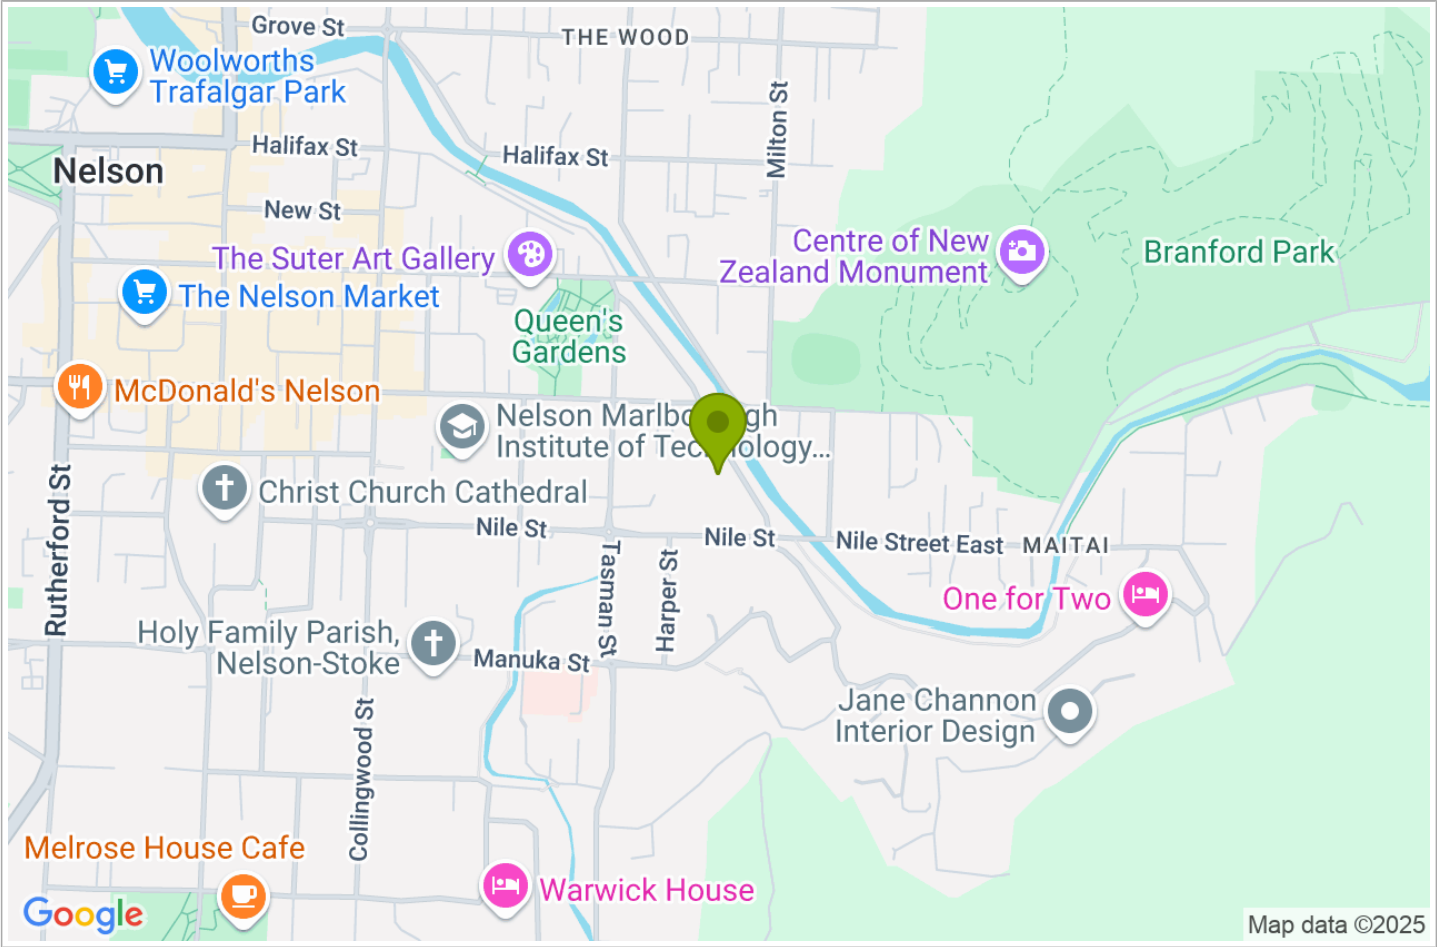 Grove St
THE WOOD
Woolworths
Trafalgar Park
Milton St
Halifax St
Halifax St
Nelson
New St
The Suter Art Gallery
Centre of New
Zealand Monument
Branford Park
The Nelson Market
Queen's
Gardens
McDonald's Nelson
Nelson Marlborough
Institute of Technology...
Christ Church Cathedral
Rutherford St
Nile St
Nile St
Nile Street East
MAITAI
Tasman St
Harper St
One for Two
Holy Family Parish,
Nelson-Stoke
Manuka St
Jane Channon
Interior Design
Collingwood St
Melrose House Cafe
Warwick House
Google
Map data ©2025